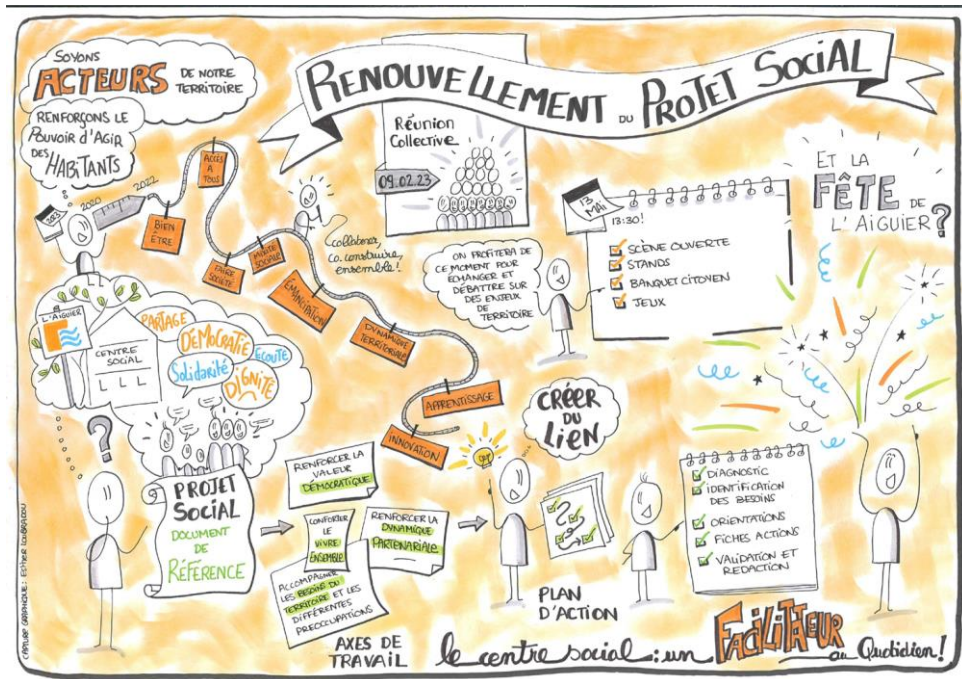 SOYONS
ACTEURS DE NOTRE
TERRITOIRE
RENFORÇONS LE
Pouvoir d'Agir
DES HABITANTS
RENOUVELLEMENT DU PROJET SOCIAL
Réunion
Collective
09.02.23
2023
2020
2022
BIEN
ÊTRE
ACCÈS
À
TOUS
FAIRE
SOCIÉTÉ
MIXITÉ
SOCIALE
ÉMANCIPATION
DYNAMIQUE
TERRITORIALE
APPRENTISSAGE
INNOVATION
collaborer,
co-construire,
ensemble!
ON PROFITERA DE
CE MOMENT POUR
ÉCHANGER ET
DÉBATTRE SUR
DES ENJEUX
DE
TERRITOIRE
13
MAI
13:30!
SCÈNE OUVERTE
STANDS
BANQUET CITOYEN
JEUX
ET LA
FÊTE DE
L'AIGUIER?
L'AIGUIER
CENTRE
SOCIAL
PARTAGE
DÉMOCRATIE
ÉCOUTE
Solidarité
DIGNITÉ
?
PROJET
SOCIAL
DOCUMENT
DE
RÉFÉRENCE
RENFORCER LA
VALEUR
DÉMOCRATIQUE
CONFORTER
LE
VIVRE
ENSEMBLE
RENFORCER LA
DYNAMIQUE
PARTENARIALE
ACCOMPAGNER
LES BESOINS DU
TERRITOIRE ET LES
DIFFÉRENTES
PREOCCUPATIONS
AXES DE
TRAVAIL
CRÉER
DU
LIEN
PLAN
D'ACTION
DIAGNOSTIC
IDENTIFICATION
DES BESOINS
ORIENTATIONS
FICHES ACTIONS
VALIDATION ET
REDACTION
le centre social : un FACILITATEUR au Quotidien!
CAPTURE GRAPHIQUE : ESTHER LOUBRADOU